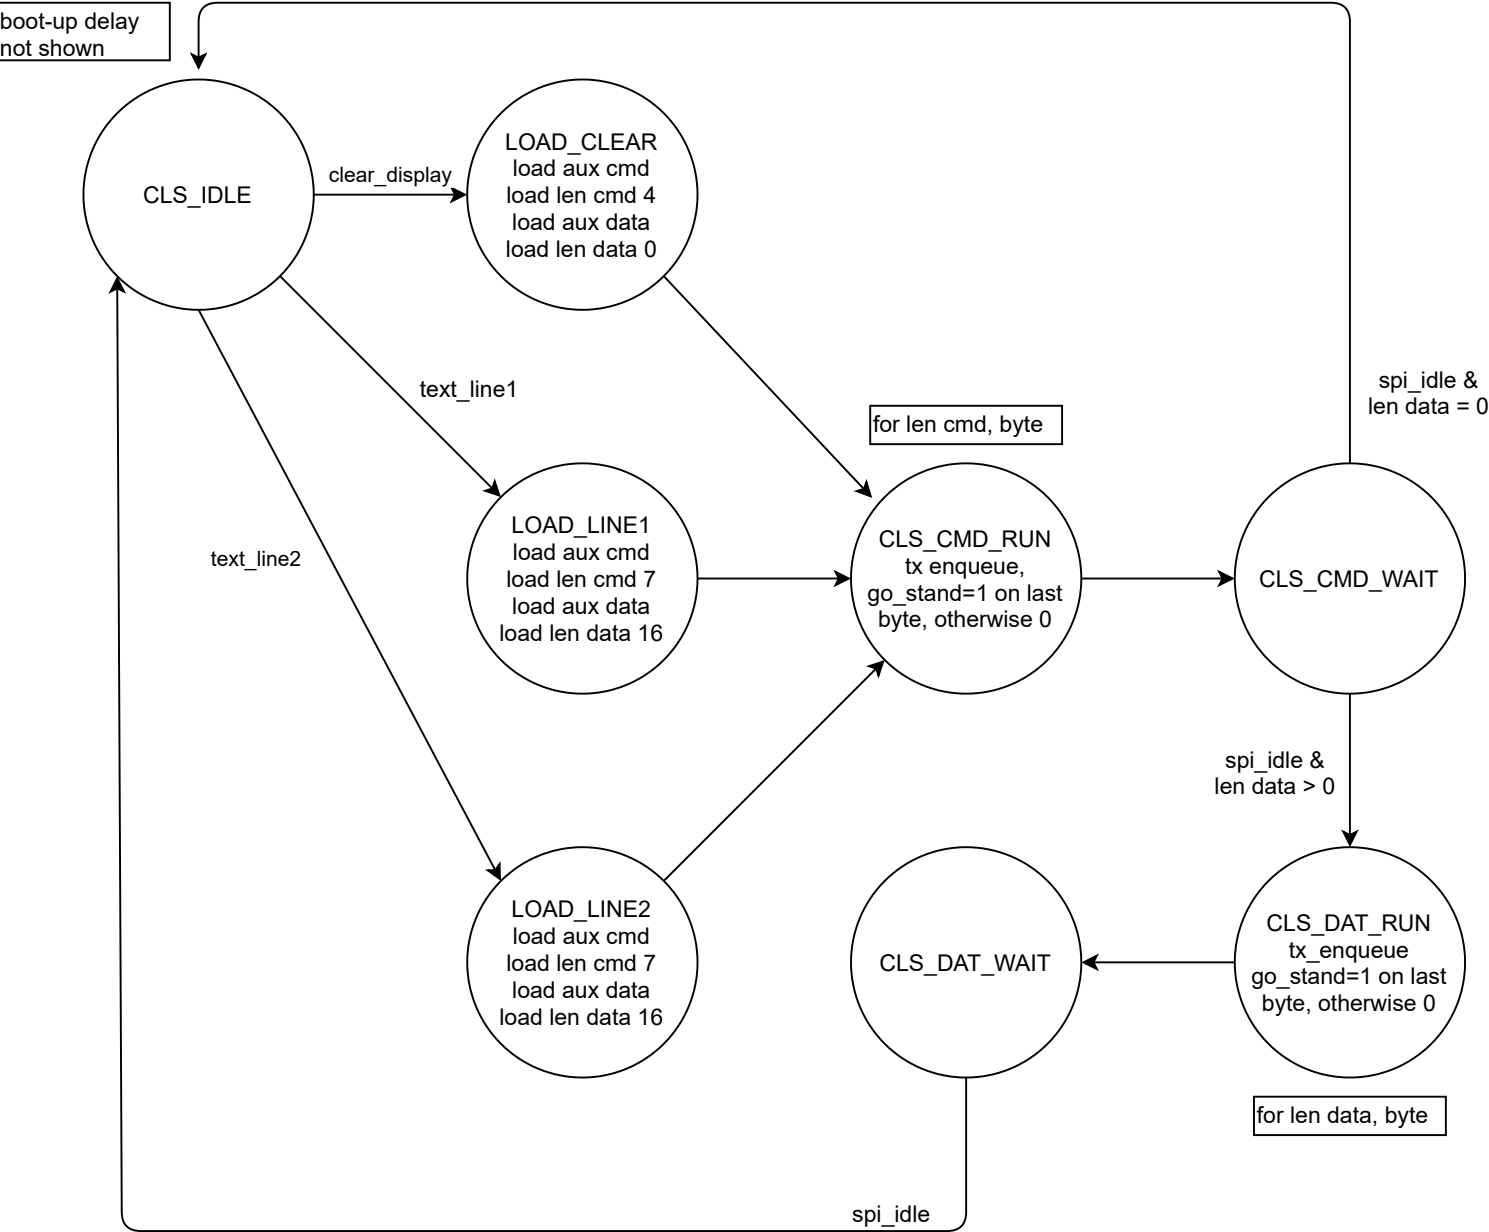 boot-up delay
not shown
CLS_IDLE
clear_display
LOAD_CLEAR
load aux cmd
load len cmd 4
load aux data
load len data 0
text_line1
spi_idle &
len data = 0
for len cmd, byte
LOAD_LINE1
load aux cmd
load len cmd 7
load aux data
load len data 16
CLS_CMD_RUN
tx enqueue,
go_stand=1 on last
byte, otherwise 0
CLS_CMD_WAIT
text_line2
spi_idle &
len data > 0
LOAD_LINE2
load aux cmd
load len cmd 7
load aux data
load len data 16
CLS_DAT_WAIT
CLS_DAT_RUN
tx_enqueue
go_stand=1 on last
byte, otherwise 0
for len data, byte
spi_idle